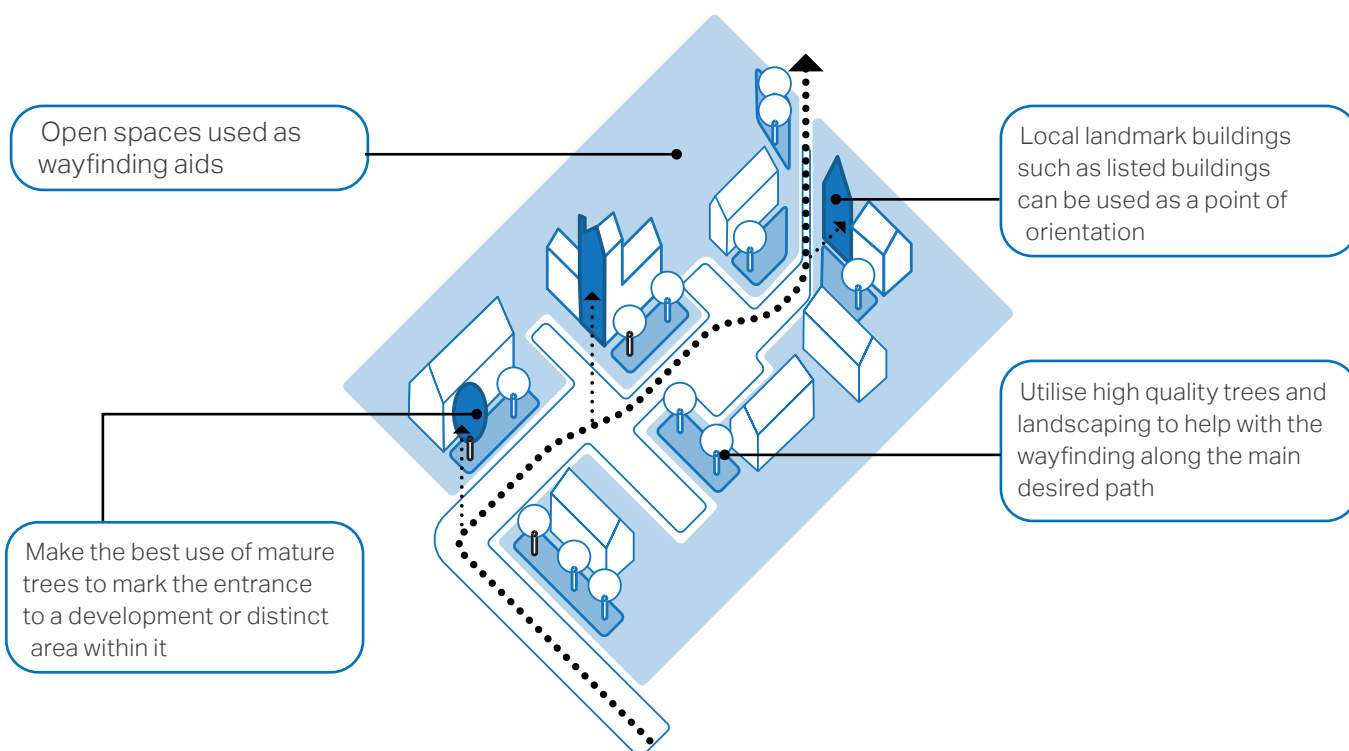 Open spaces used as
wayfinding aids
Local landmark buildings
such as listed buildings
can be used as a point of
orientation
Utilise high quality trees and
landscaping to help with the
wayfinding along the main
desired path
Make the best use of mature
trees to mark the entrance
to a development or distinct
area within it